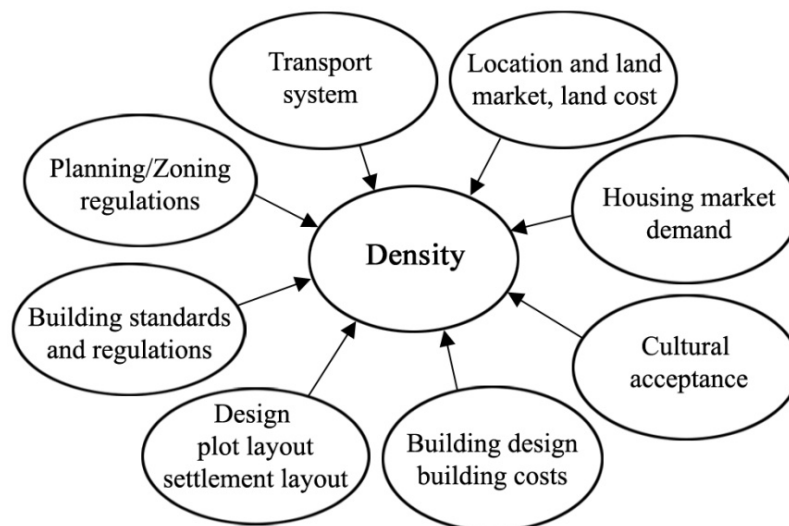 Transport
system
Location and land
market, land cost
Planning/Zoning
regulations
Housing market
demand
Density
Building standards
and regulations
Cultural
acceptance
Design
plot layout
settlement layout
Building design
building costs